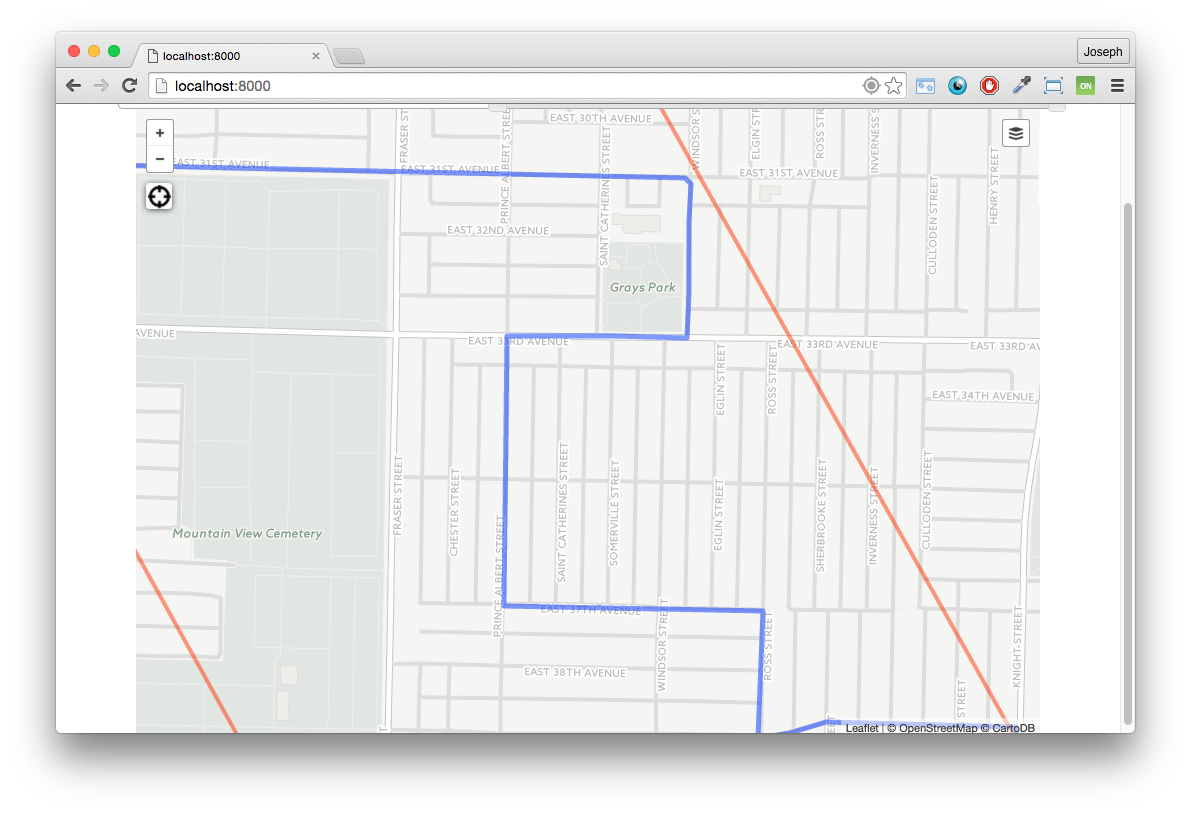 localhost:8000
Joseph
localhost:8000
ON
EAST 30TH AVENUE
+
−
EAST 31ST AVENUE
EAST 31ST AVENUE
EAST 31ST AVENUE
FRASER ST
PRINCE ALBERT STREET
SAINT CATHERINES STREET
WINDSOR S
ELGIN ST
ROSS STR
INVERNESS S
CULLODEN STREET
HENRY STREET
EAST 32ND AVENUE
Grays Park
AVENUE
EAST 33RD AVENUE
EAST 33RD AVENUE
EAST 33RD AV
EGLIN STREET
ROSS STREET
EAST 34TH AVENUE
FRASER STREET
CHESTER STREET
PRINCE ALBERT STREET
SAINT CATHERINES STREET
SOMERVILLE STREET
EGLIN STREET
SHERBROOKE STREET
INVERNESS STREET
CULLODEN STREET
Mountain View Cemetery
EAST 37TH AVENUE
WINDSOR STREET
ROSS STREET
KNIGHT-STREET
EAST 38TH AVENUE
STREET
REET
T
Leaflet | © OpenStreetMap © CartoDB